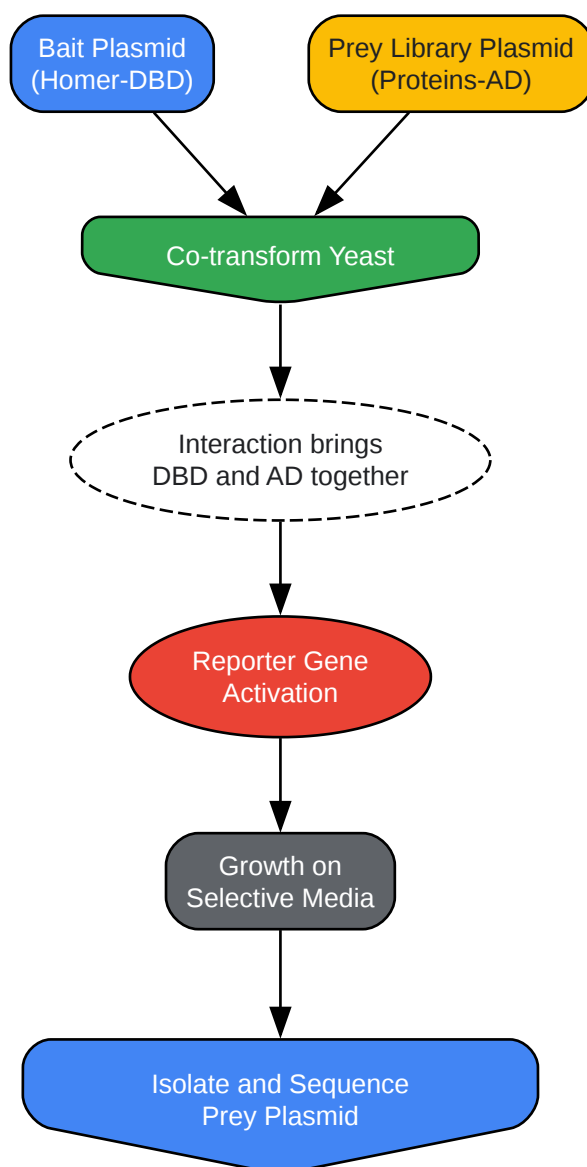 Bait Plasmid
(Homer-DBD)
Prey Library Plasmid
(Proteins-AD)
Co-transform Yeast
Interaction brings
DBD and AD together
Reporter Gene
Activation
Growth on
Selective Media
Isolate and Sequence
Prey Plasmid